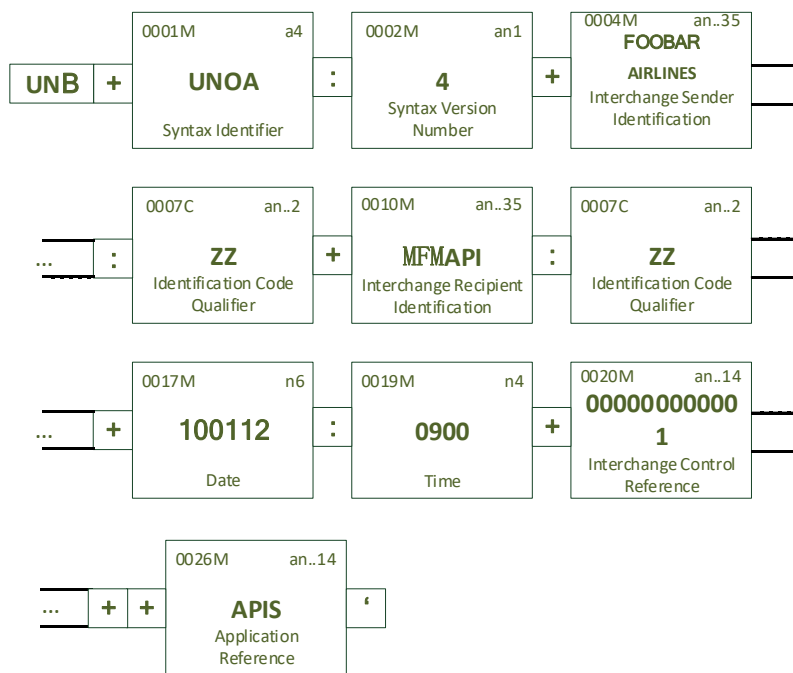 0001M a4 0002M an1 0004M an..35
UNB + UNOA : 4 + FOOBAR
AIRLINES
Syntax Identifier Syntax Version
Number Interchange Sender
Identification
0007C an..2 0010M an..35 0007C an..2
... : ZZ + MFMAPI : ZZ
Identification Code
Qualifier Interchange Recipient
Identification Identification Code
Qualifier
0017M n6 0019M n4 0020M an..14
... + 100112 : 0900 + 00000000000
1
Date Time Interchange Control
Reference
0026M an..14
... + + APIS ‘
Application
Reference